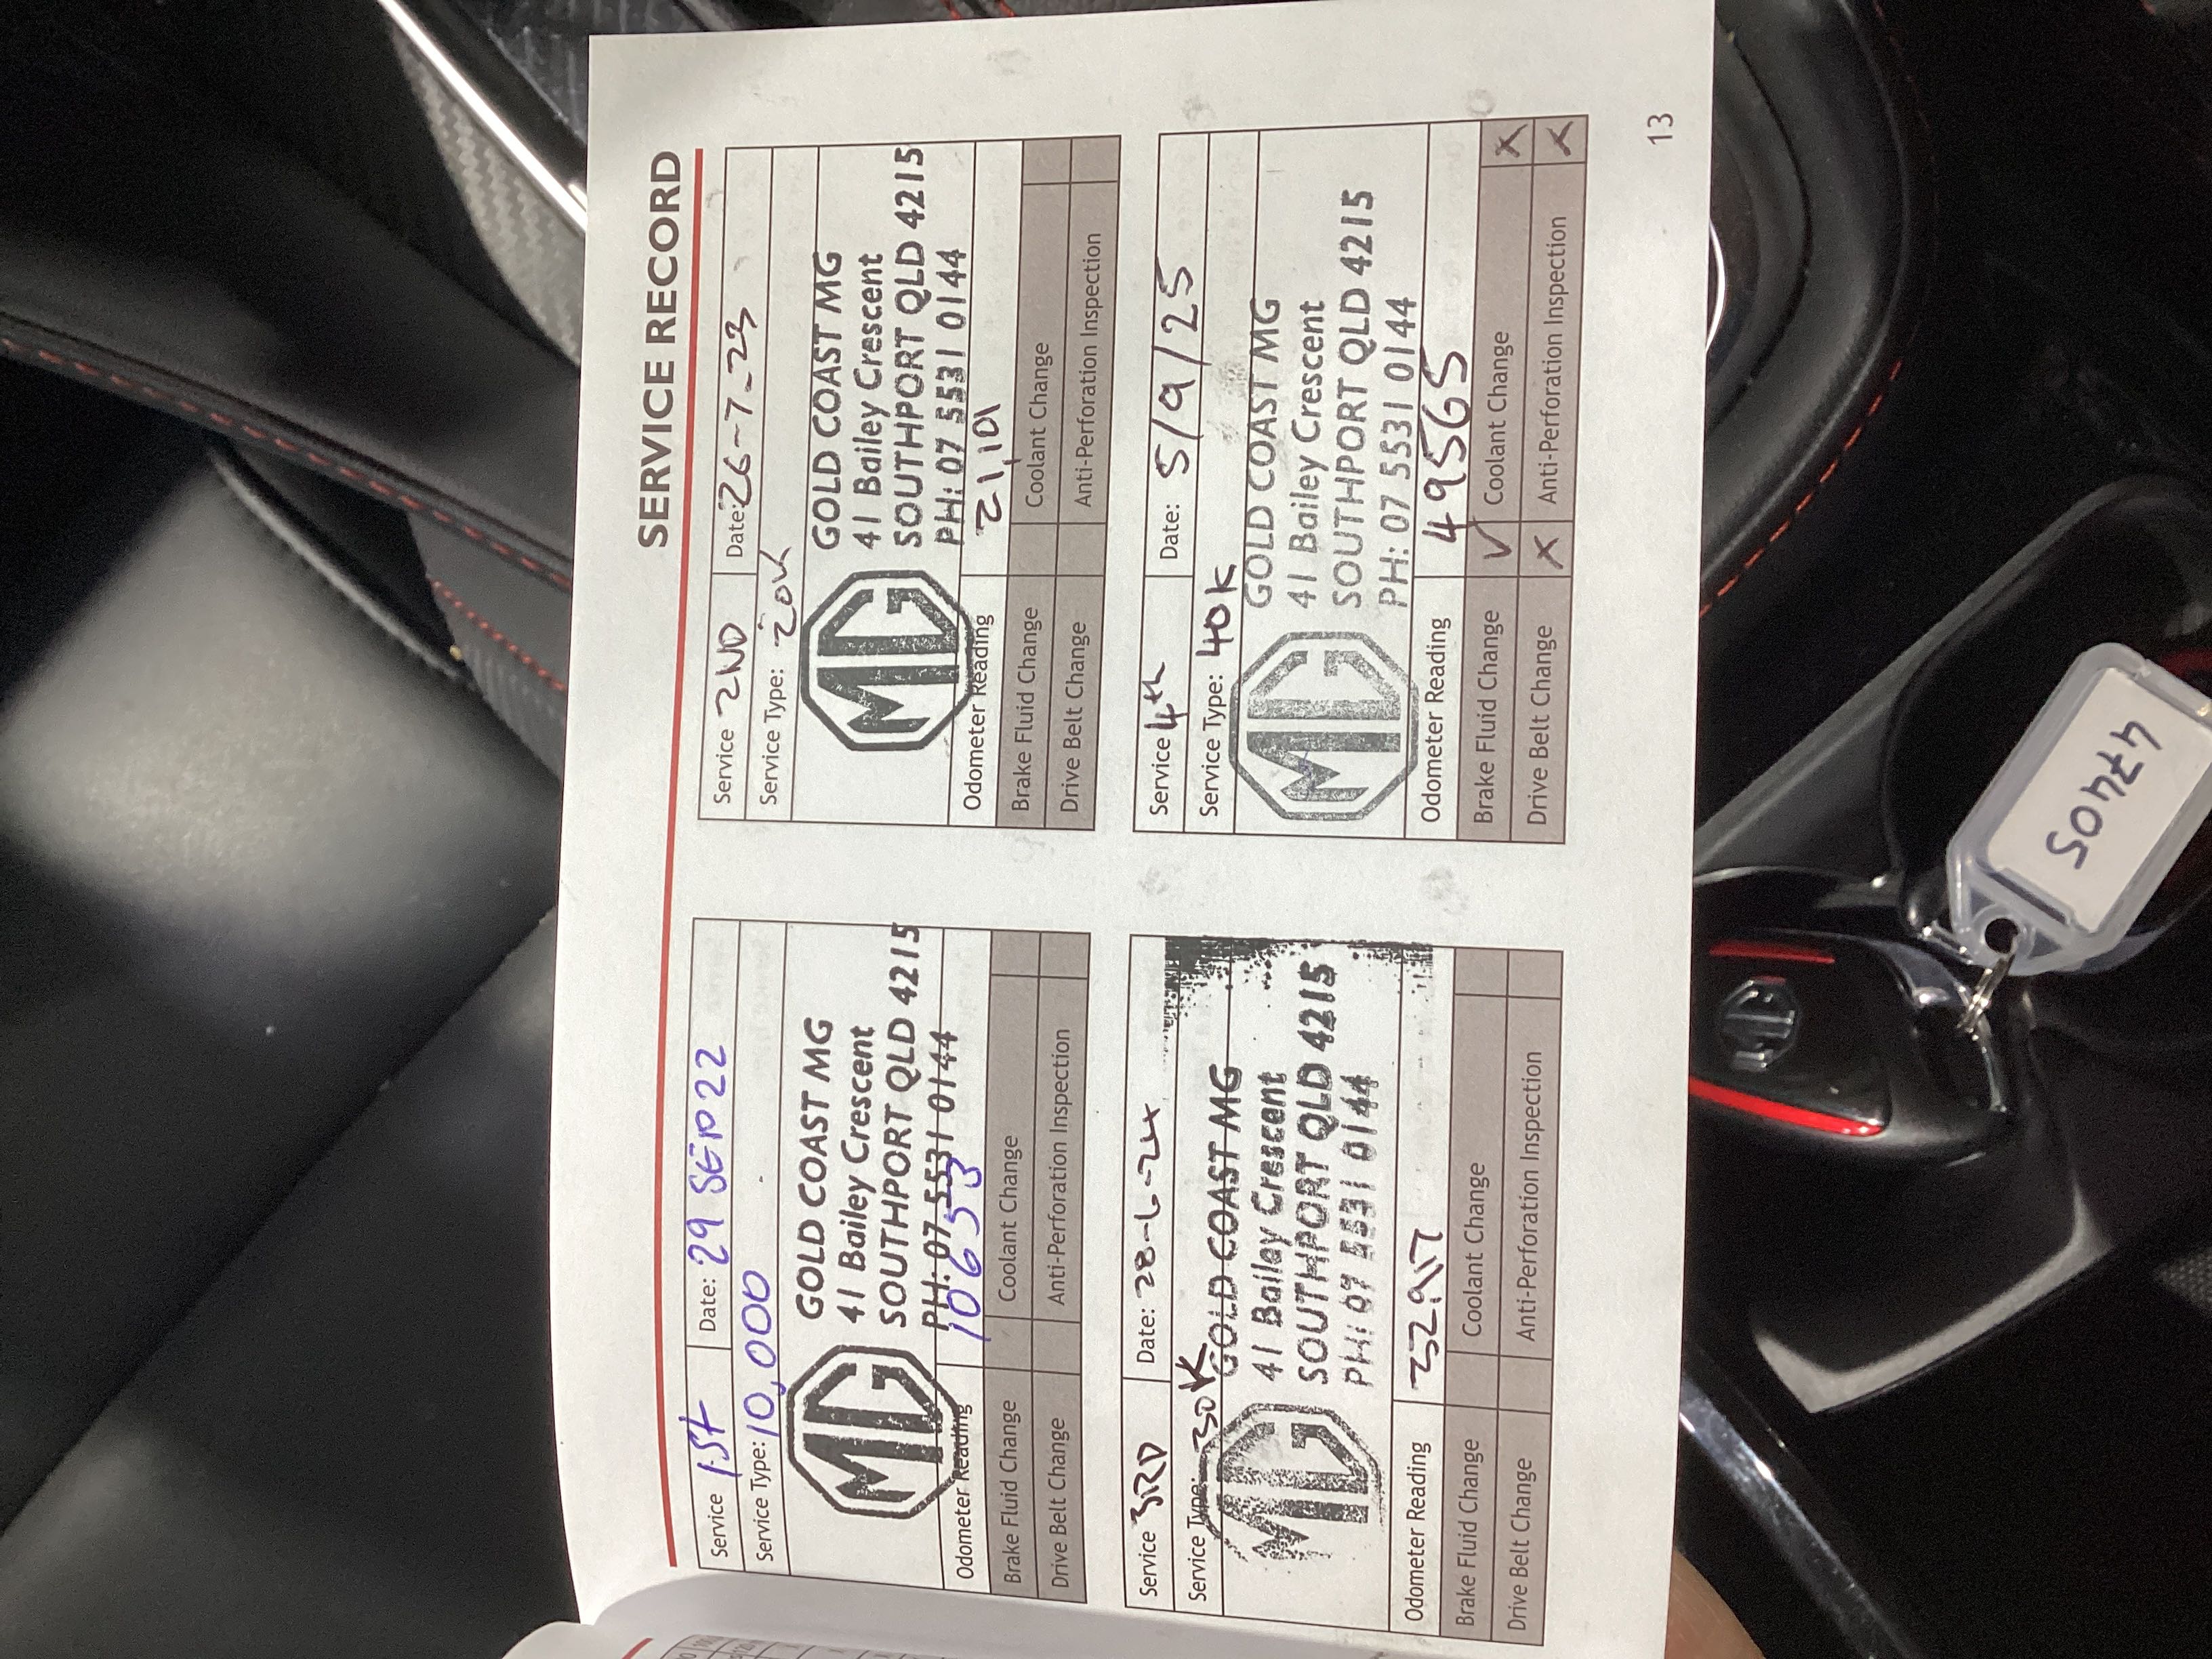 SERVICE RECORD
Service 1st Date: 29 SEP 22
Service Type: 10,000
MG
GOLD COAST MG
41 Bailey Crescent
SOUTHPORT QLD 4215
PH: 07 5531 0144
Odometer Reading 10653
Brake Fluid Change Coolant Change
Drive Belt Change Anti-Perforation Inspection
Service 2ND Date: 26-7-23
Service Type: 20K
MG
GOLD COAST MG
41 Bailey Crescent
SOUTHPORT QLD 4215
PH: 07 5531 0144
Odometer Reading 21,101
Brake Fluid Change Coolant Change
Drive Belt Change Anti-Perforation Inspection
Service 3RD Date: 28-6-24
Service Type: 30K
MG
GOLD COAST MG
41 Bailey Crescent
SOUTHPORT QLD 4215
PH: 07 5531 0144
Odometer Reading 32917
Brake Fluid Change Coolant Change
Drive Belt Change Anti-Perforation Inspection
Service 4th Date: 5/9/25
Service Type: 40K
MG
GOLD COAST MG
41 Bailey Crescent
SOUTHPORT QLD 4215
PH: 07 5531 0144
Odometer Reading 49565
Brake Fluid Change ✓ Coolant Change X
Drive Belt Change X Anti-Perforation Inspection X
13
MG
47405